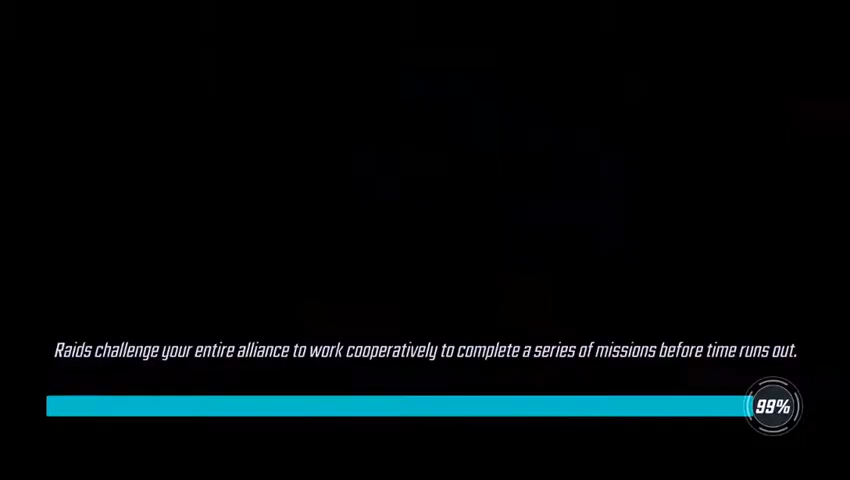 Raids challenge your entire alliance to work cooperatively to complete a series of missions before time runs out.
99%